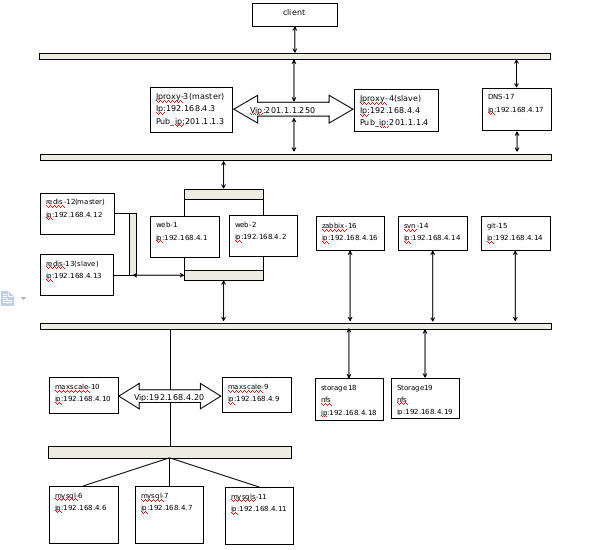 client
lproxy-3(master)
Ip:192.168.4.3
Pub_ip:201.1.1.3
Vip:201.1.1.250
lproxy-4(slave)
Ip:192.168.4.4
Pub_ip:201.1.1.4
DNS-17
ip:192.168.4.17
redis-12(master)
ip:192.168.4.12
redis-13(slave)
ip:192.168.4.13
web-1
ip:192.168.4.1
web-2
ip:192.168.4.2
zabbix-16
ip:192.168.4.16
svn-14
ip:192.168.4.14
git-15
ip:192.168.4.14
maxscale-10
ip:192.168.4.10
Vip:192.168.4.20
maxscale-9
ip:192.168.4.9
storage18
nfs
ip:192.168.4.18
Storage19
nfs
ip:192.168.4.19
mysql-6
ip:192.168.4.6
mysql-7
ip:192.168.4.7
mysqls-11
ip:192.168.4.11